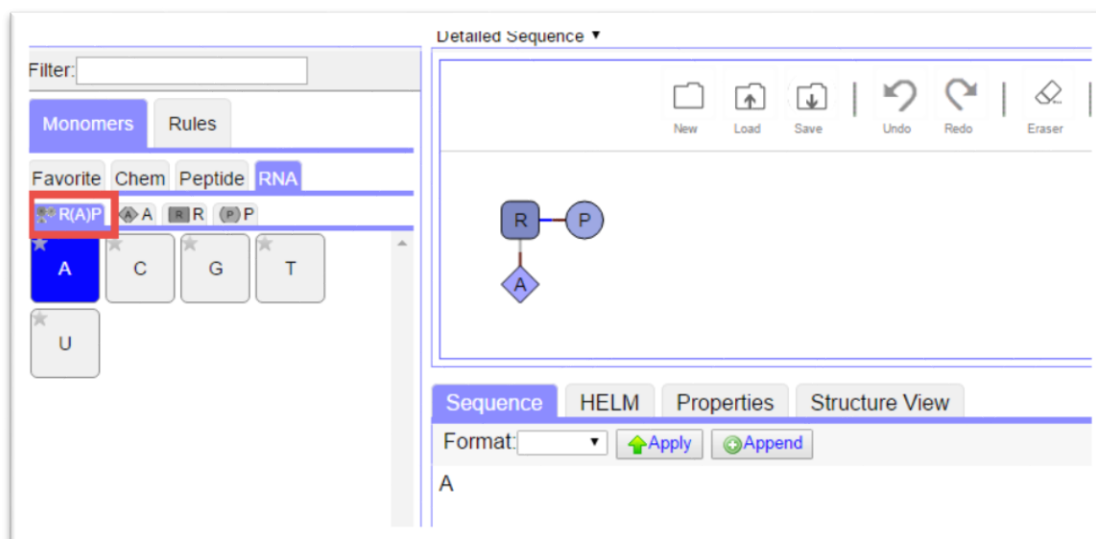 Detailed Sequence ▼
Filter:
New Load Save Undo Redo Eraser
Monomers Rules
Favorite Chem Peptide RNA
R(A)P A A R R (P) P
A C G T
U
R P
A
Sequence HELM Properties Structure View
Format: Apply Append
A